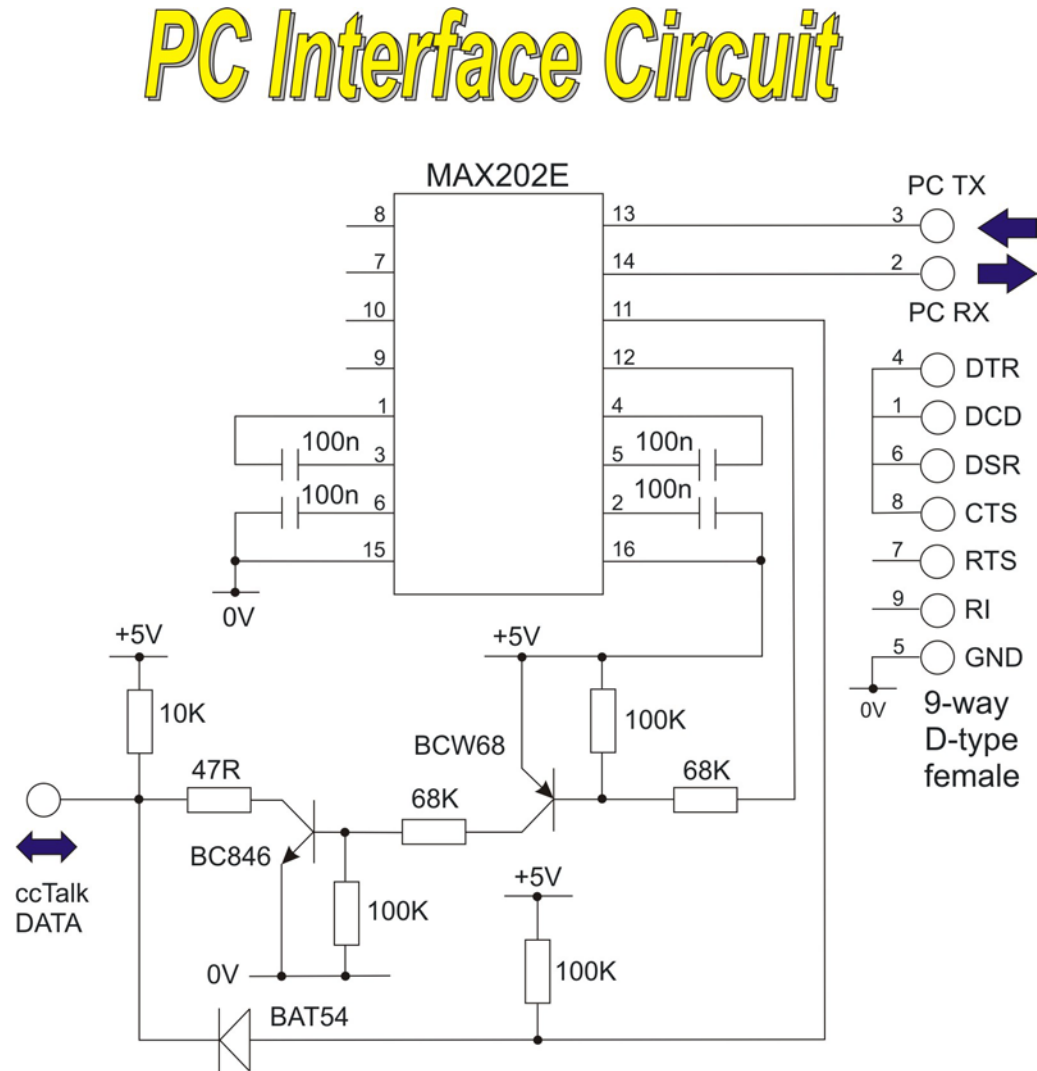 PC Interface Circuit
MAX202E
PC TX
8
13
3
7
14
2
PC RX
10
11
9
12
4
DTR
1
4
1
DCD
100n
3
5
100n
6
DSR
100n
6
2
100n
8
CTS
15
16
7
RTS
0V
9
RI
+5V
+5V
5
GND
0V
10K
100K
9-way
D-type
female
BCW68
47R
68K
68K
BC846
ccTalk
DATA
100K
+5V
0V
100K
BAT54